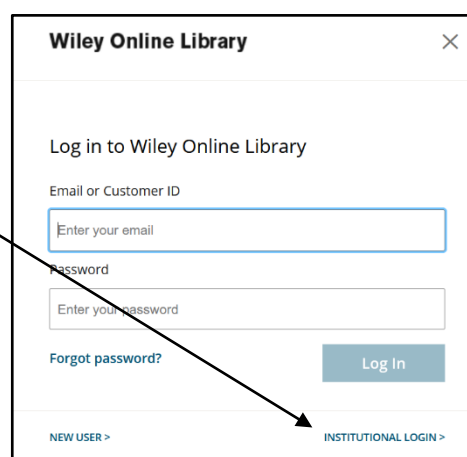 Wiley Online Library
Log in to Wiley Online Library
Email or Customer ID
Enter your email
Password
Enter your password
Forgot password?
Log In
NEW USER >
INSTITUTIONAL LOGIN >